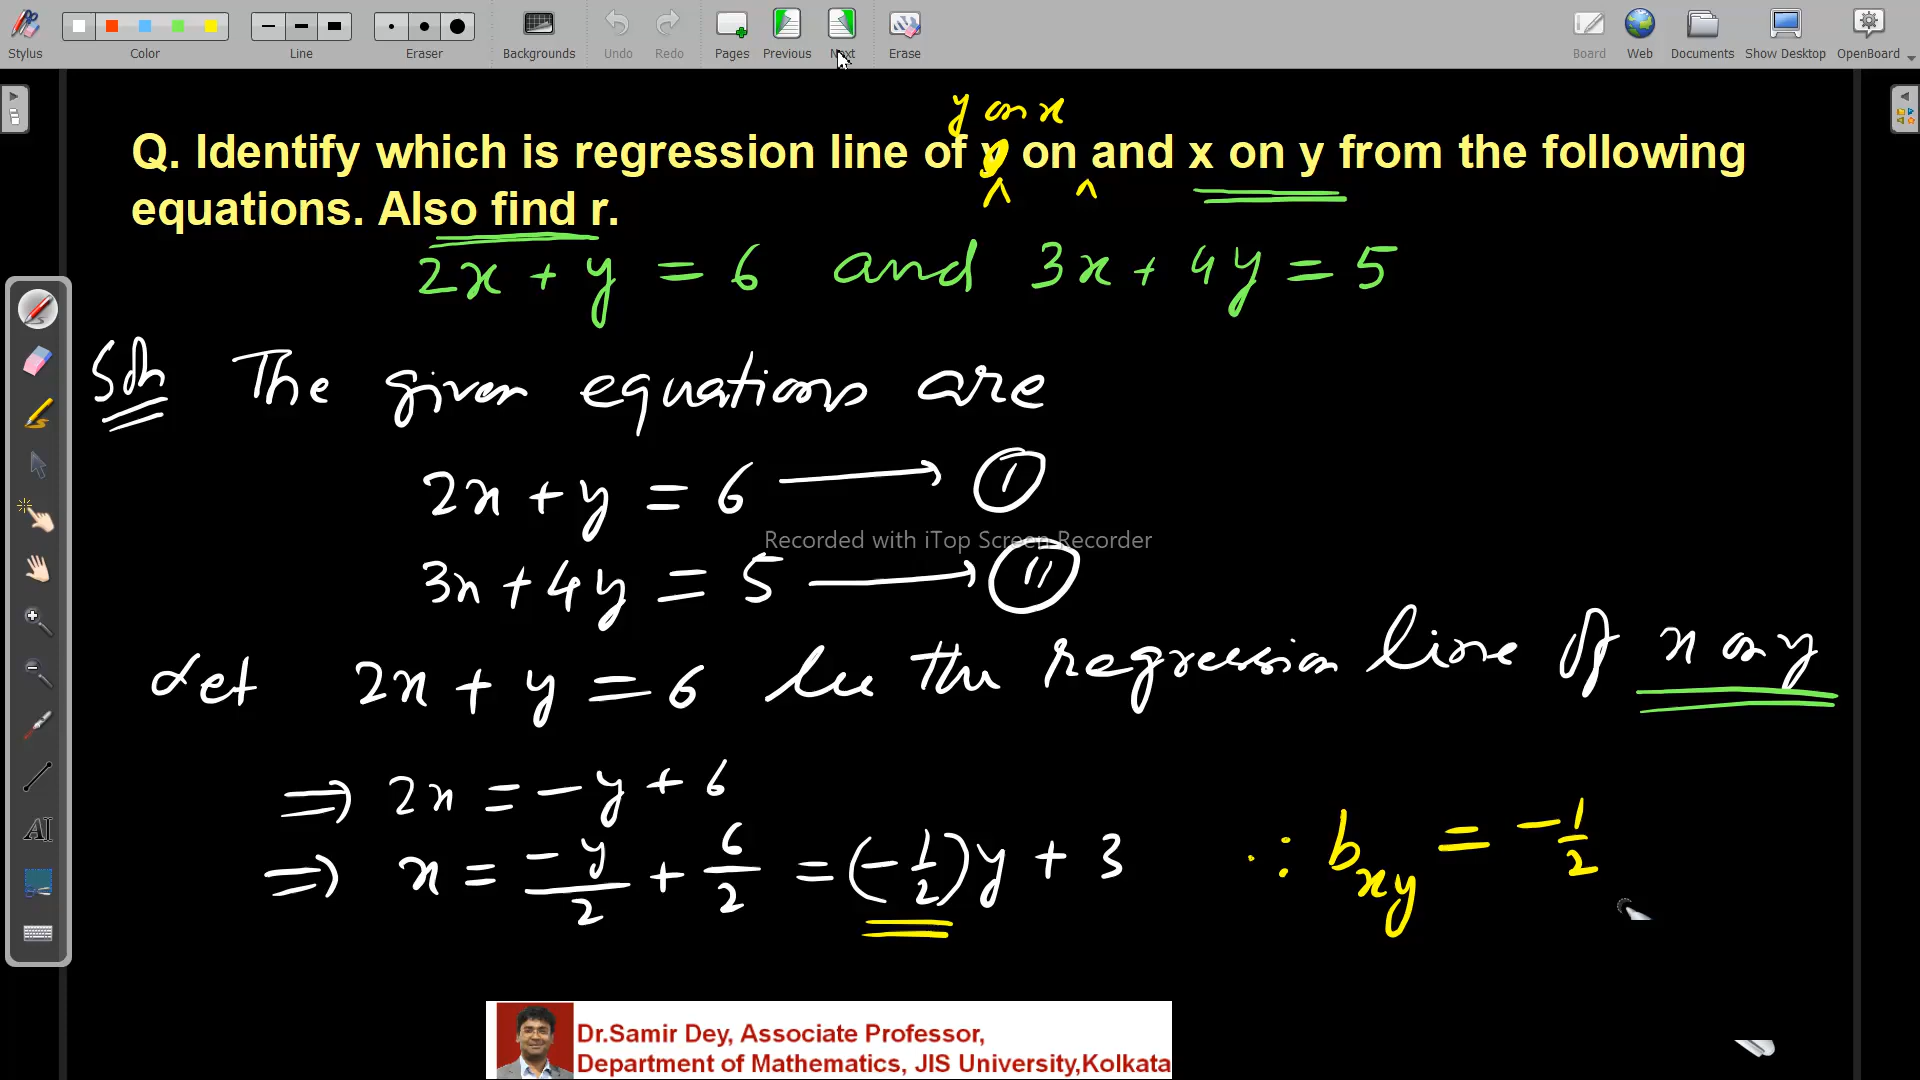 Stylus Color Line Eraser Backgrounds Undo Redo Pages Previous Next Erase Board Web Documents Show Desktop OpenBoard
y on x
Q. Identify which is regression line of y on and x on y from the following
equations. Also find r.
2x + y = 6 and 3x + 4y = 5
Soln The given equations are
2x + y = 6 → I
Recorded with iTop Screen Recorder
3x + 4y = 5 → II
Let 2x + y = 6 be the regression line of x on y
⇒ 2x = -y + 6
⇒ x = -y/2 + 6/2 = (-1/2)y + 3 ∴ bxy = -1/2
Dr.Samir Dey, Associate Professor,
Department of Mathematics, JIS University,Kolkata